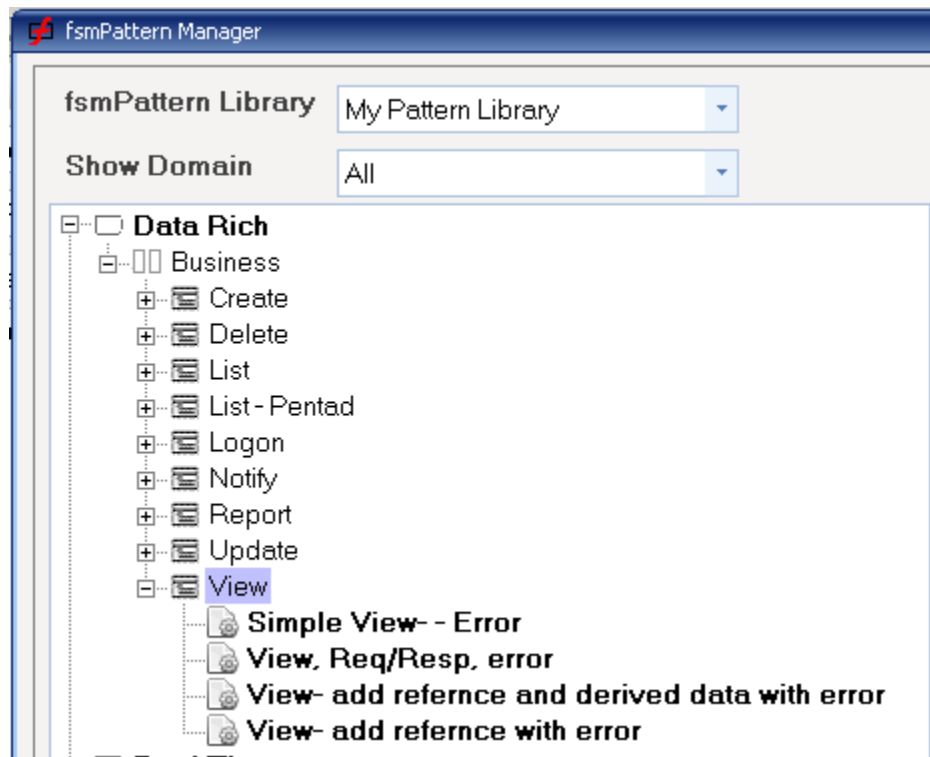 fsmPattern Manager
fsmPattern Library My Pattern Library
Show Domain All
Data Rich
Business
Create
Delete
List
List - Pentad
Logon
Notify
Report
Update
View
Simple View- - Error
View, Req/Resp, error
View- add refernce and derived data with error
View- add refernce with error